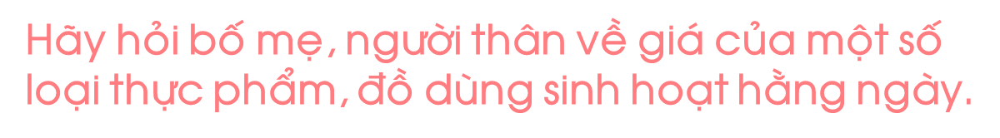 Hãy hỏi bố mẹ, người thân về giá của một số
loại thực phẩm, đồ dùng sinh hoạt hằng ngày.